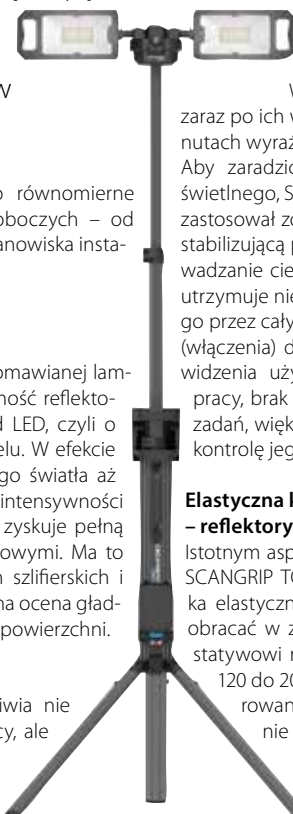 W
o równomierne
oboczych – od
anowiska insta-
omawianej lam-
ność reflekto-
d LED, czyli o
elu. W efekcie
go światła aż
intensywności
zyskuje pełną
owymi. Ma to
h szlifierskich i
na ocena gład-
powierzchni.
iwia nie
cy, ale
W
zaraz po ich w
nutach wyraź
Aby zaradzić
świetlnego, S
zastosował zo
stabilizującą p
wadzanie cie
utrzymuje nie
go przez cały
(włączenia) d
widzenia uży
pracy, brak
zadań, więk
kontrolę jeg
Elastyczna k
– reflektory
Istotnym asp
SCANGRIP TO
ka elastyczn
obracać w z
statywowi r
120 do 20
rowan
nie